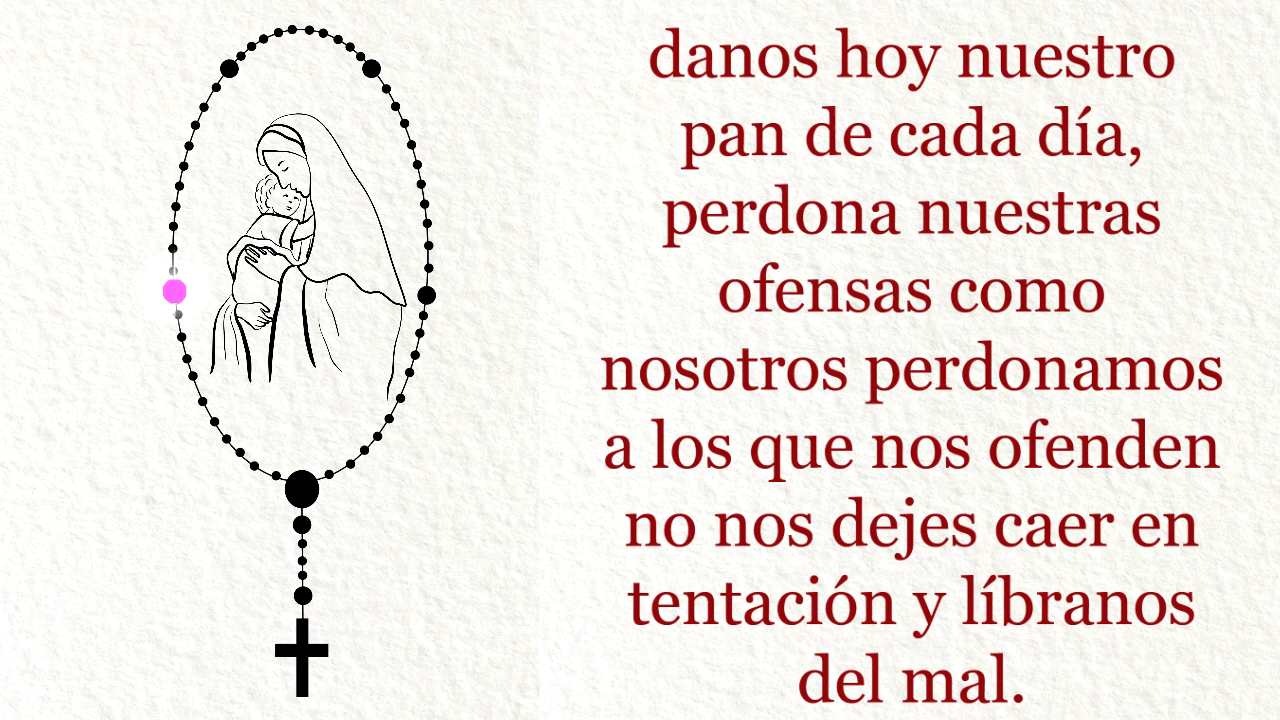 danos hoy nuestro
pan de cada día,
perdona nuestras
ofensas como
nosotros perdonamos
a los que nos ofenden
no nos dejes caer en
tentación y líbranos
del mal.